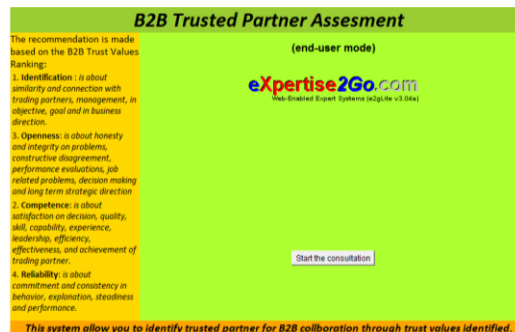 B2B Trusted Partner Assesment
The recommendation is made
based on the B2B Trust Values
Ranking:
1. Identification : is about
similarity and connection with
trading partners, management, in
objective, goal and in business
direction.
3. Openness: is about honesty
and integrity on problems,
constructive disagreement,
performance evaluations, job
related problems, decision making
and long term strategic direction
2. Competence: is about
satisfaction on decision, quality,
skill, capability, experience,
leadership, efficiency,
effectiveness, and achievement of
trading partner.
4. Reliability: is about
commitment and consistency in
behavior, explanation, steadiness
and performance.
(end-user mode)
eXpertise2Go.com
Web-Enabled Expert Systems (e2gLite v3.04e)
Start the consultation
This system allow you to identify trusted partner for B2B collboration through trust values identified.